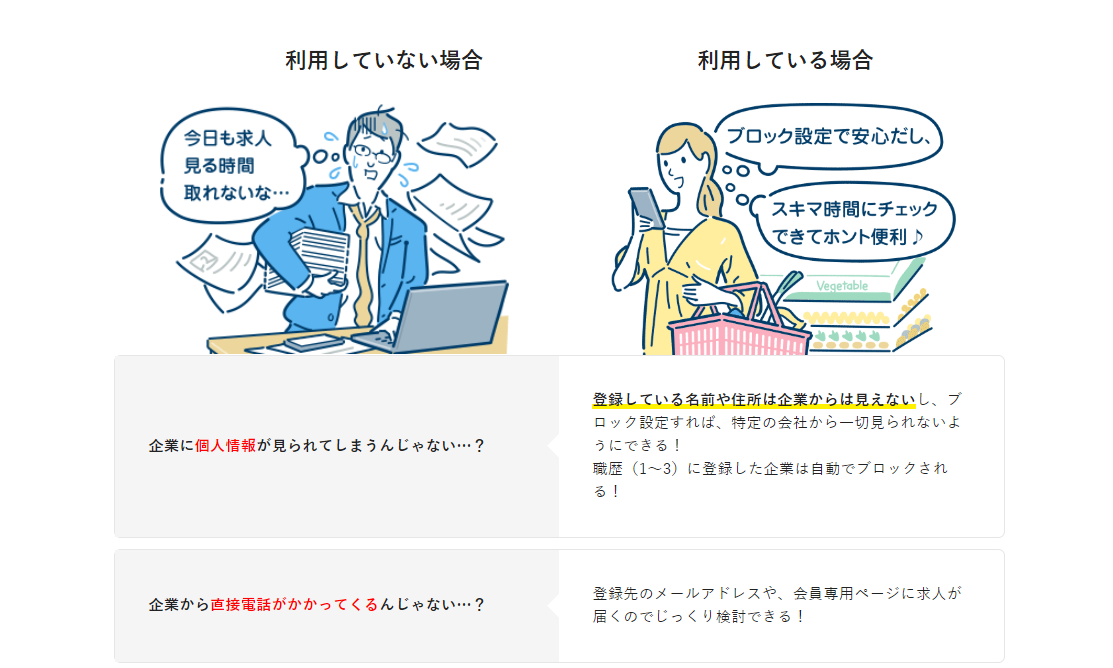 利用していない場合
利用している場合
今日も求人
見る時間
取れないな…
ブロック設定で安心だし、
スキマ時間にチェック
できてホント便利♪
Vegetable
企業に個人情報が見られてしまうんじゃない…？
登録している名前や住所は企業からは見えないし、ブ
ロック設定すれば、特定の会社から一切見られないよ
うにできる！
職歴（1～3）に登録した企業は自動でブロックされ
る！
企業から直接電話がかかってくるんじゃない…？
登録先のメールアドレスや、会員専用ページに求人が
届くのでじっくり検討できる！